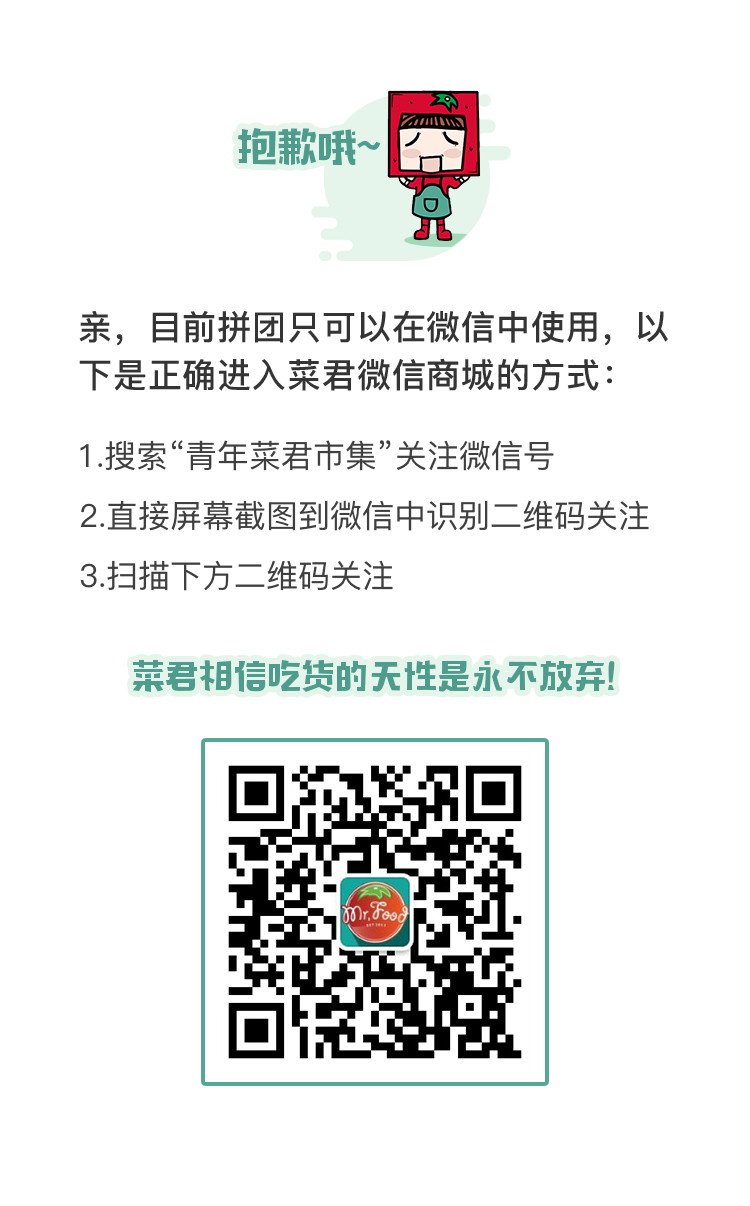 抱歉哦~
亲，目前拼团只可以在微信中使用，以
下是正确进入菜君微信商城的方式：
1.搜索“青年菜君市集”关注微信号
2.直接屏幕截图到微信中识别二维码关注
3.扫描下方二维码关注
菜君相信吃货的天性是永不放弃!
Mr.Food